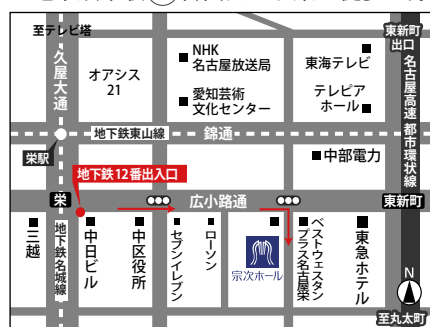 至テレビ塔
久屋大通
オアシス
21
NHK
名古屋放送局
愛知芸術
文化センター
東海テレビ
テレピア
ホール
東新町
出口
名古屋高速 都市環状線
地下鉄東山線
錦通
栄駅
中部電力
地下鉄12番出入口
栄
広小路通
東新町
三越
地下鉄名城線
中日ビル
中区役所
セブンイレブン
ローソン
宗次ホール
ベストウェスタン
プラス名古屋栄
東急ホテル
N
至丸太町